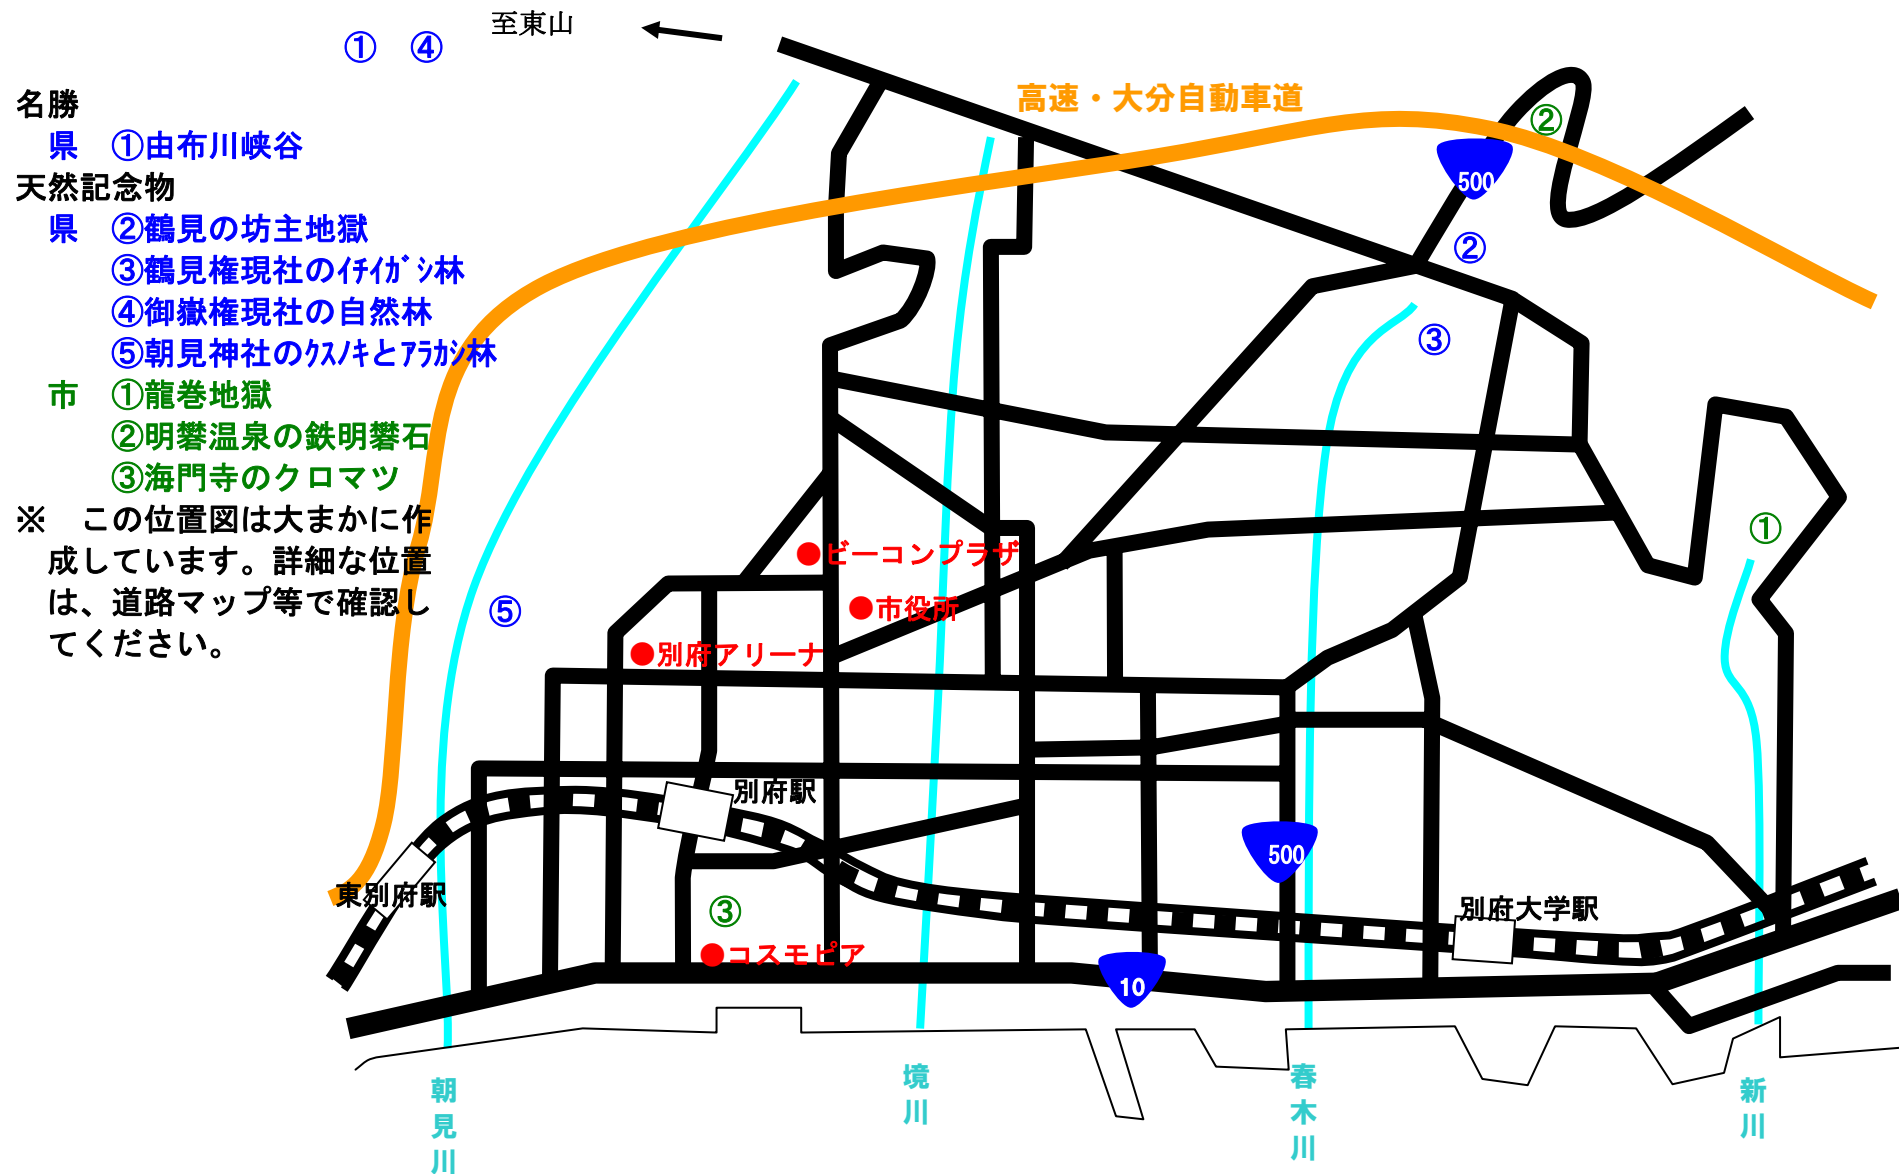 至東山
① ④
名勝
県 ①由布川峡谷
天然記念物
県 ②鶴見の坊主地獄
③鶴見権現社のｲﾁｲｶﾞｼ林
④御嶽権現社の自然林
⑤朝見神社のｸｽﾉｷとｱﾗｶｼ林
市 ①龍巻地獄
②明礬温泉の鉄明礬石
③海門寺のクロマツ
※ この位置図は大まかに作
成しています。詳細な位置
は、道路マップ等で確認し
てください。
高速・大分自動車道
②
500
②
③
①
⑤
●ビーコンプラザ
●市役所
●別府アリーナ
別府駅
500
東別府駅
③
別府大学駅
●コスモピア
10
朝見川
境川
春木川
新川